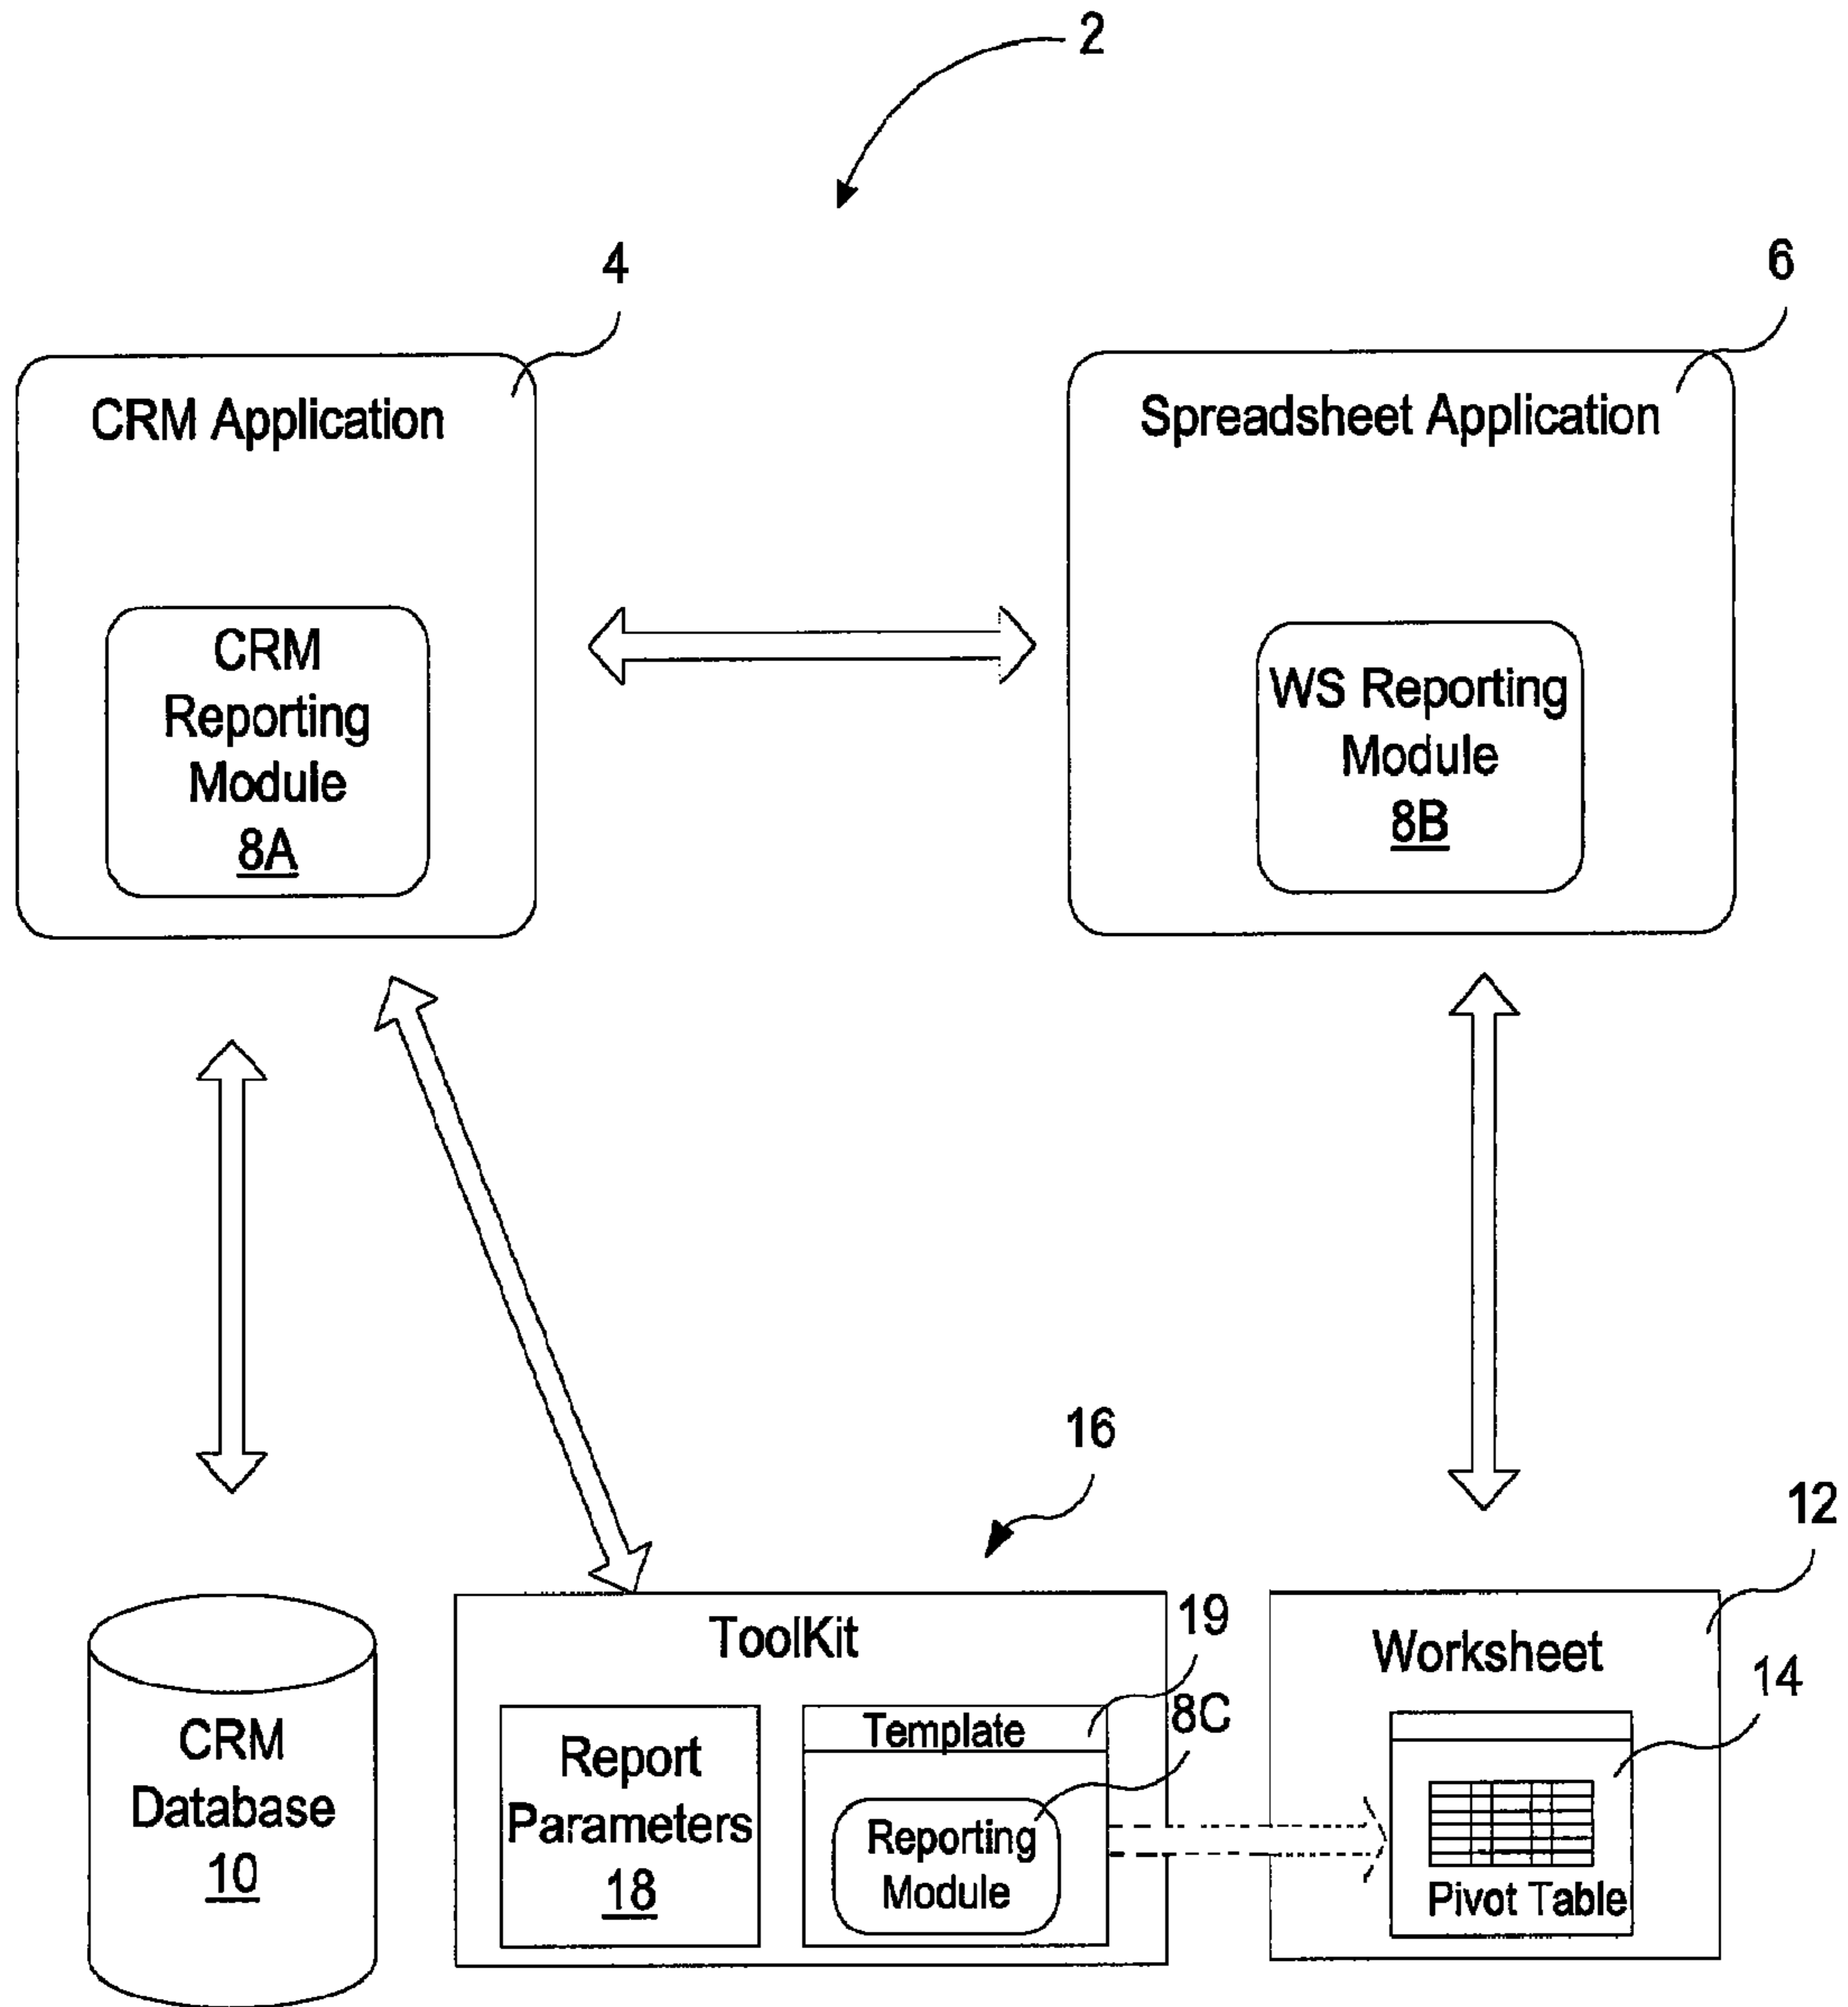 2
4
6
CRM Application
Spreadsheet Application
CRM
Reporting
Module
8A
WS Reporting
Module
8B
16
12
ToolKit
19
Worksheet
14
8C
Template
Report
Parameters
18
Reporting
Module
CRM
Database
10
Pivot Table